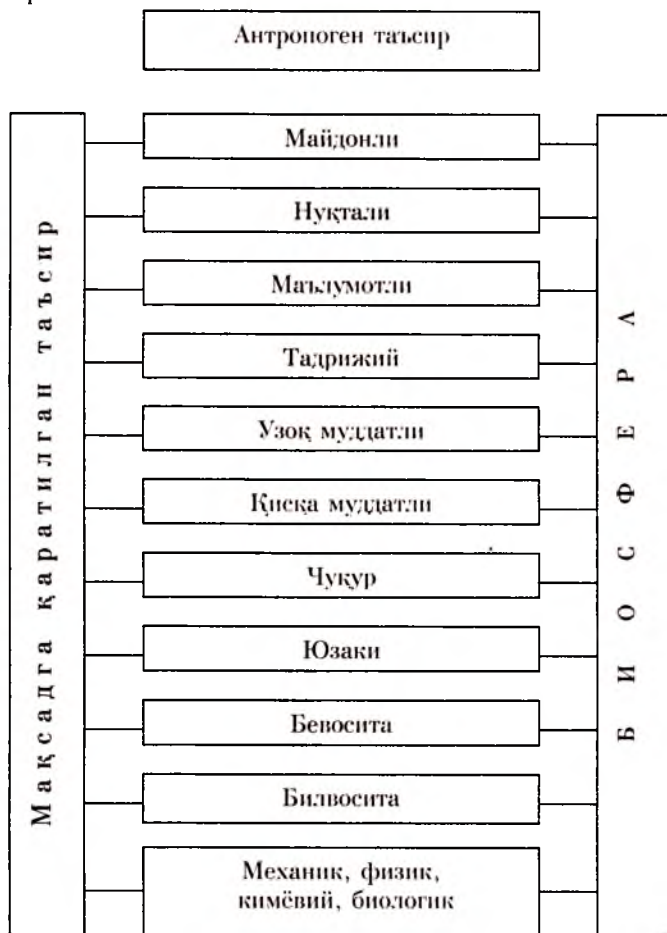 Антропоген таъсир
Мақсадга қаратилган таъсир
Майдонли
Нуқтали
Маълумотли
Тадрижий
Узоқ муддатли
Қисқа муддатли
Чуқур
Юзаки
Бевосита
Билвосита
Механик, физик,
кимёвий, биологик
БИОСФЕРА